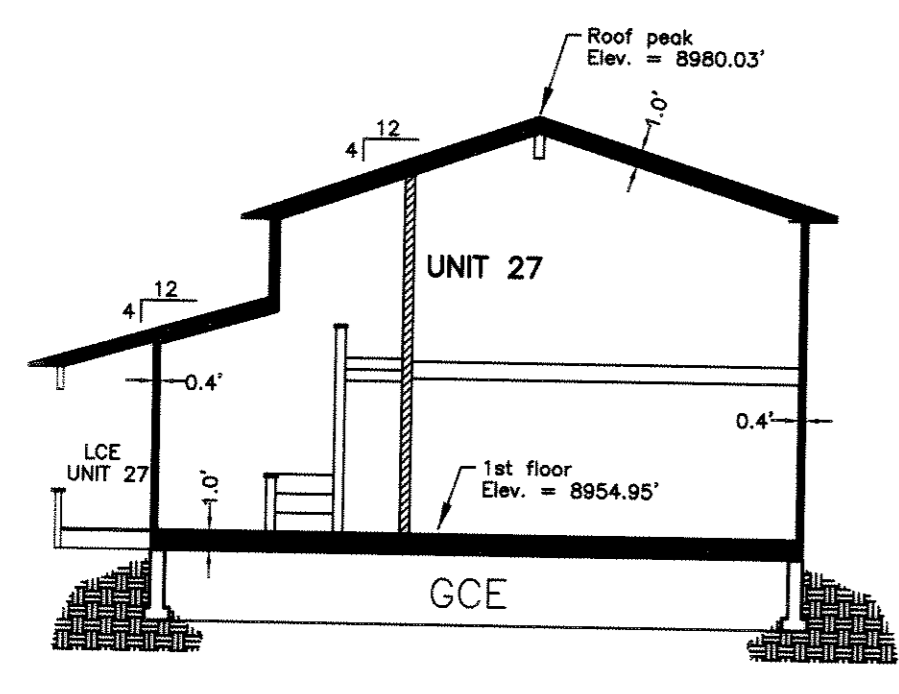 Roof peak
Elev. = 8980.03'
1.0'
12
4
UNIT 27
12
4
0.4'
0.4'
LCE
UNIT 27
1.0'
1st floor
Elev. = 8954.95'
GCE